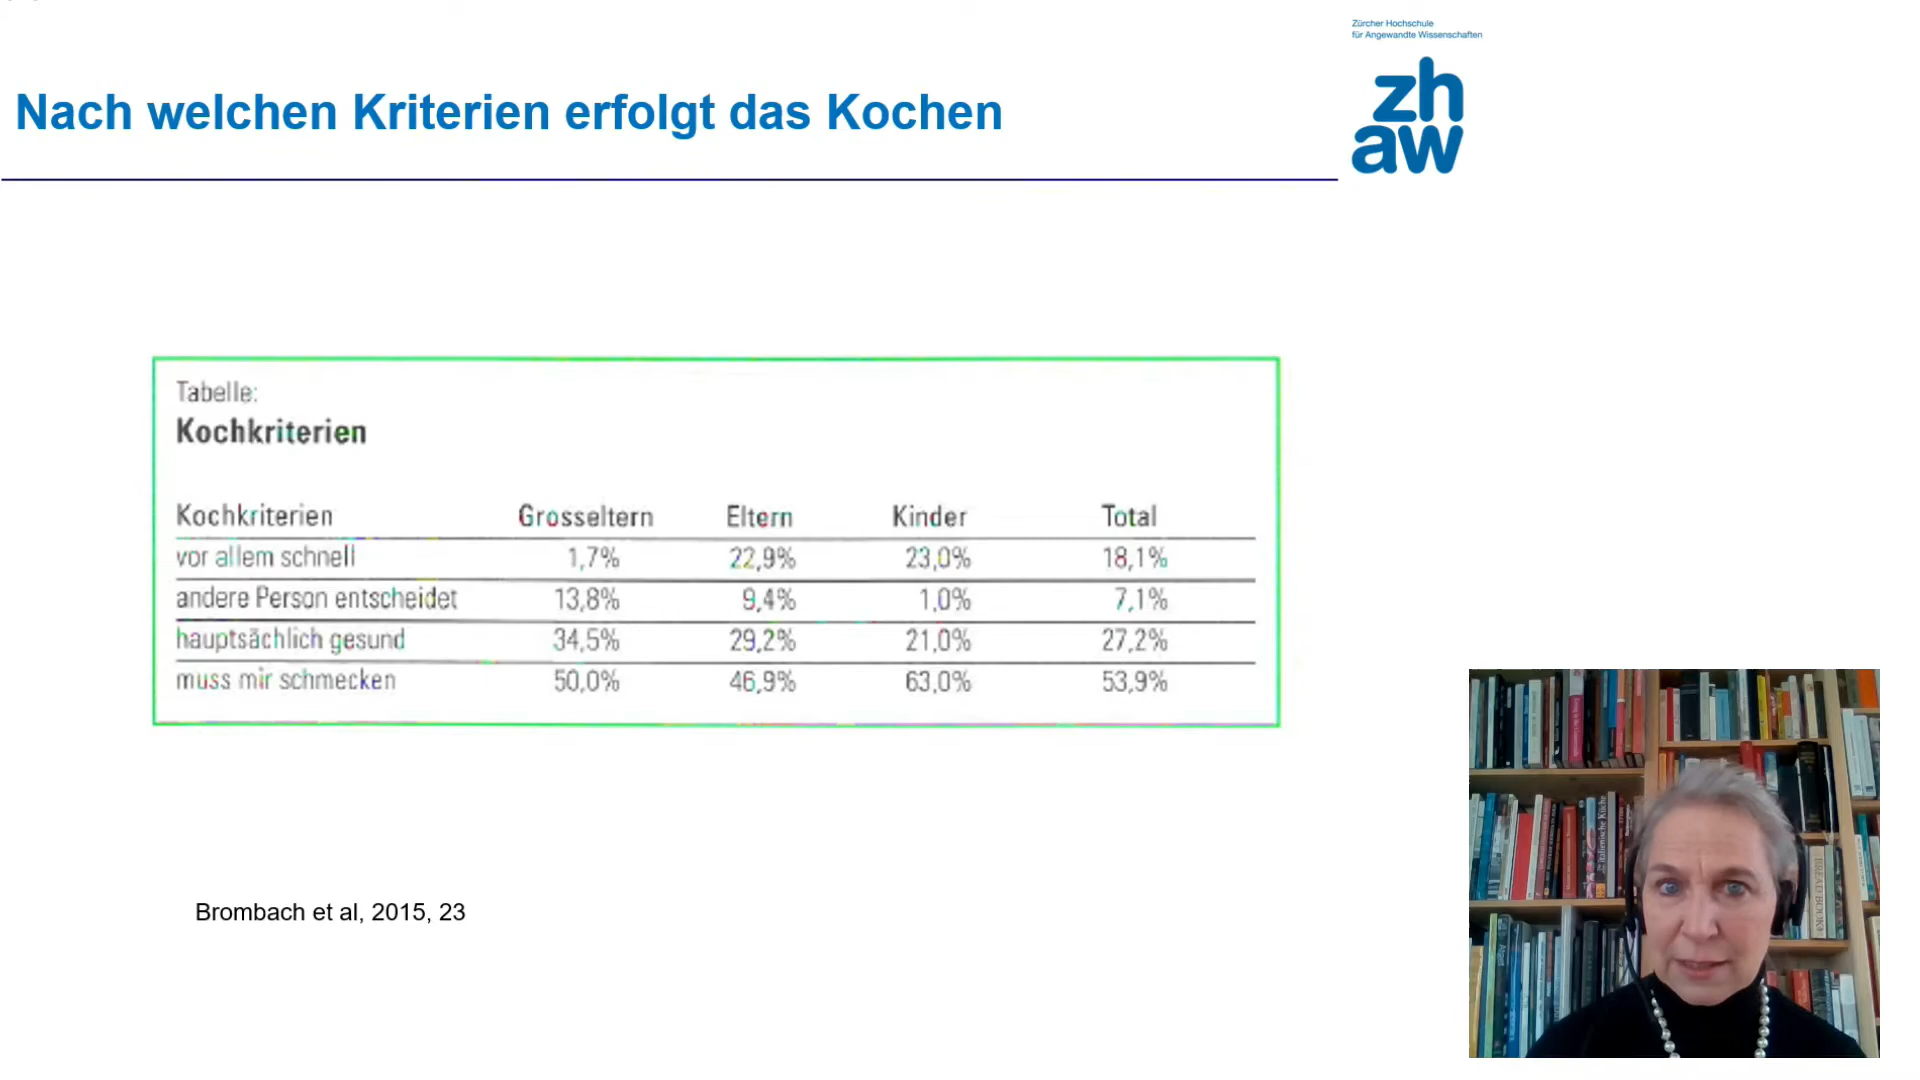 Zürcher Hochschule
für Angewandte Wissenschaften
zh
aw
Nach welchen Kriterien erfolgt das Kochen
Tabelle:
Kochkriterien
Kochkriterien Grosseltern Eltern Kinder Total
vor allem schnell 1,7% 22,9% 23,0% 18,1%
andere Person entscheidet 13,8% 9,4% 1,0% 7,1%
hauptsächlich gesund 34,5% 29,2% 21,0% 27,2%
muss mir schmecken 50,0% 46,9% 63,0% 53,9%
Brombach et al, 2015, 23